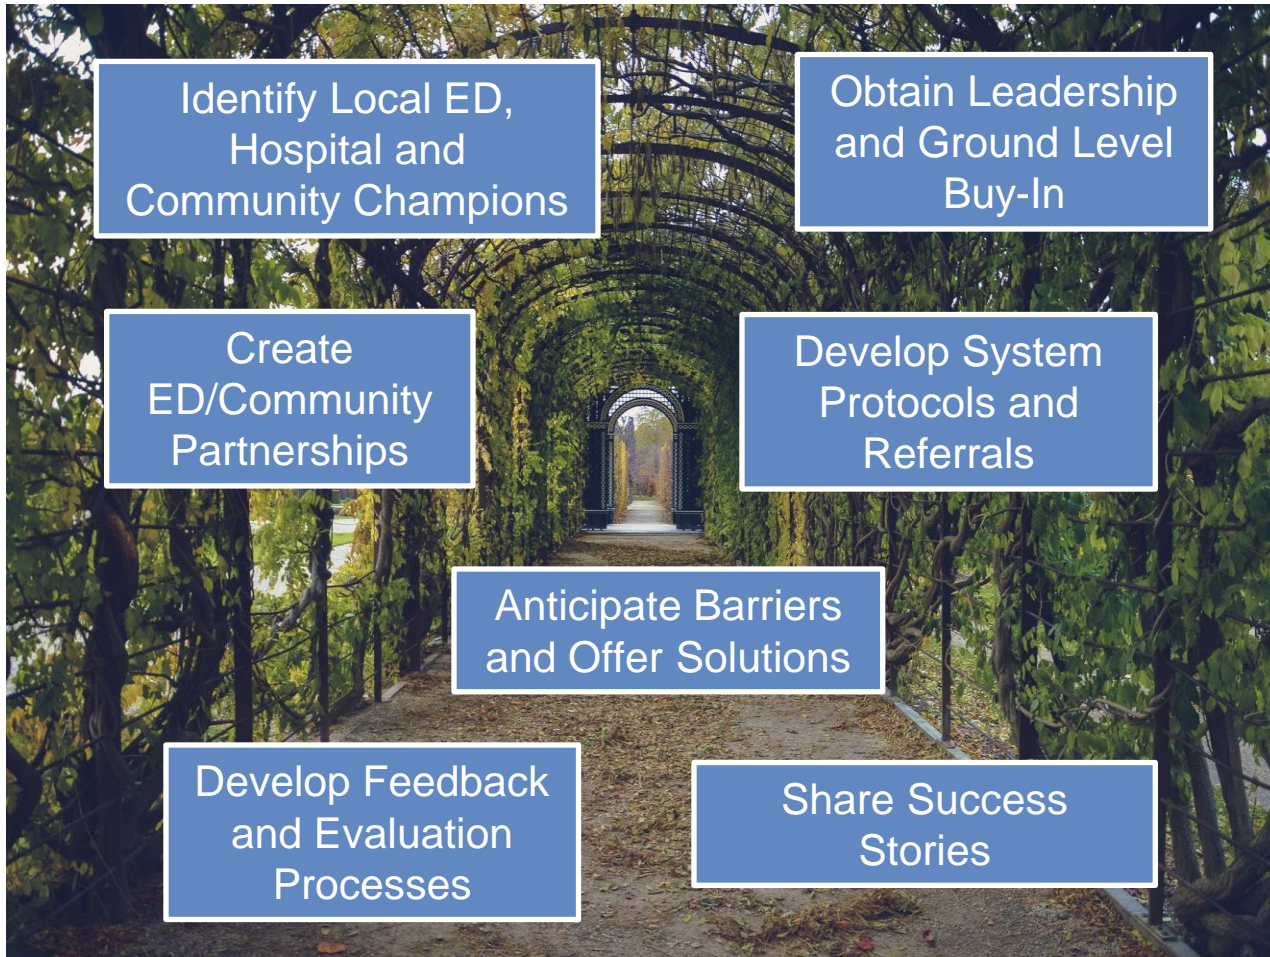 Identify Local ED,
Hospital and
Community Champions
Obtain Leadership
and Ground Level
Buy-In
Create
ED/Community
Partnerships
Develop System
Protocols and
Referrals
Anticipate Barriers
and Offer Solutions
Develop Feedback
and Evaluation
Processes
Share Success
Stories